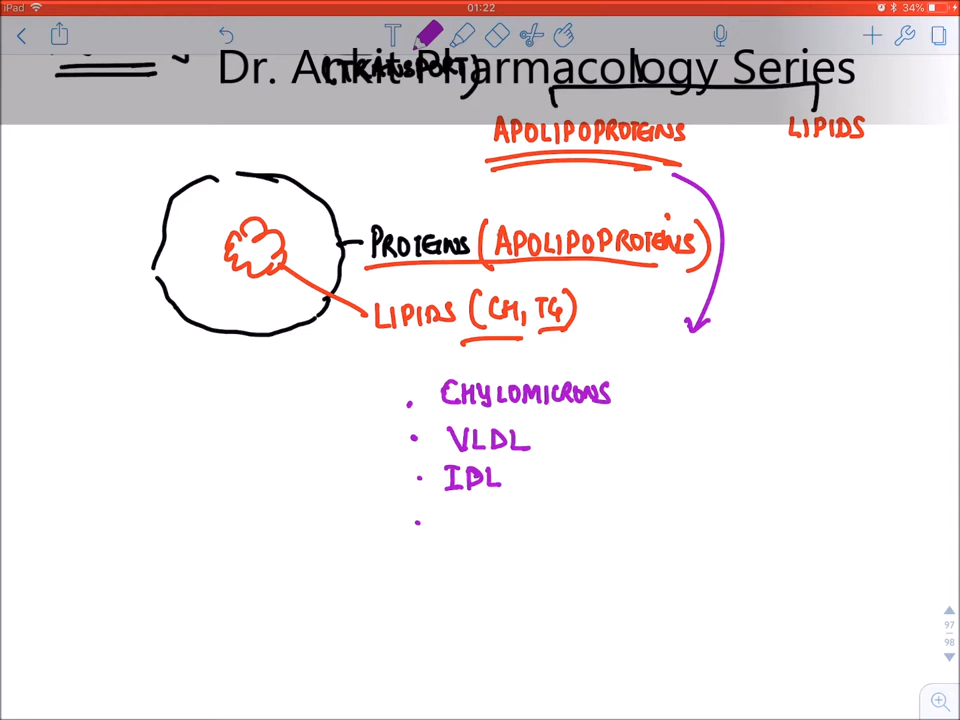 iPad 01:22 34%
T
Dr. Ankit Pharmacology Series
(TRANSPORT)
APOLIPOPROTEINS LIPIDS
PROTEINS (APOLIPOPROTEINS)
LIPIDS (CH, TG)
• CHYLOMICRONS
• VLDL
• IDL
•
97
98